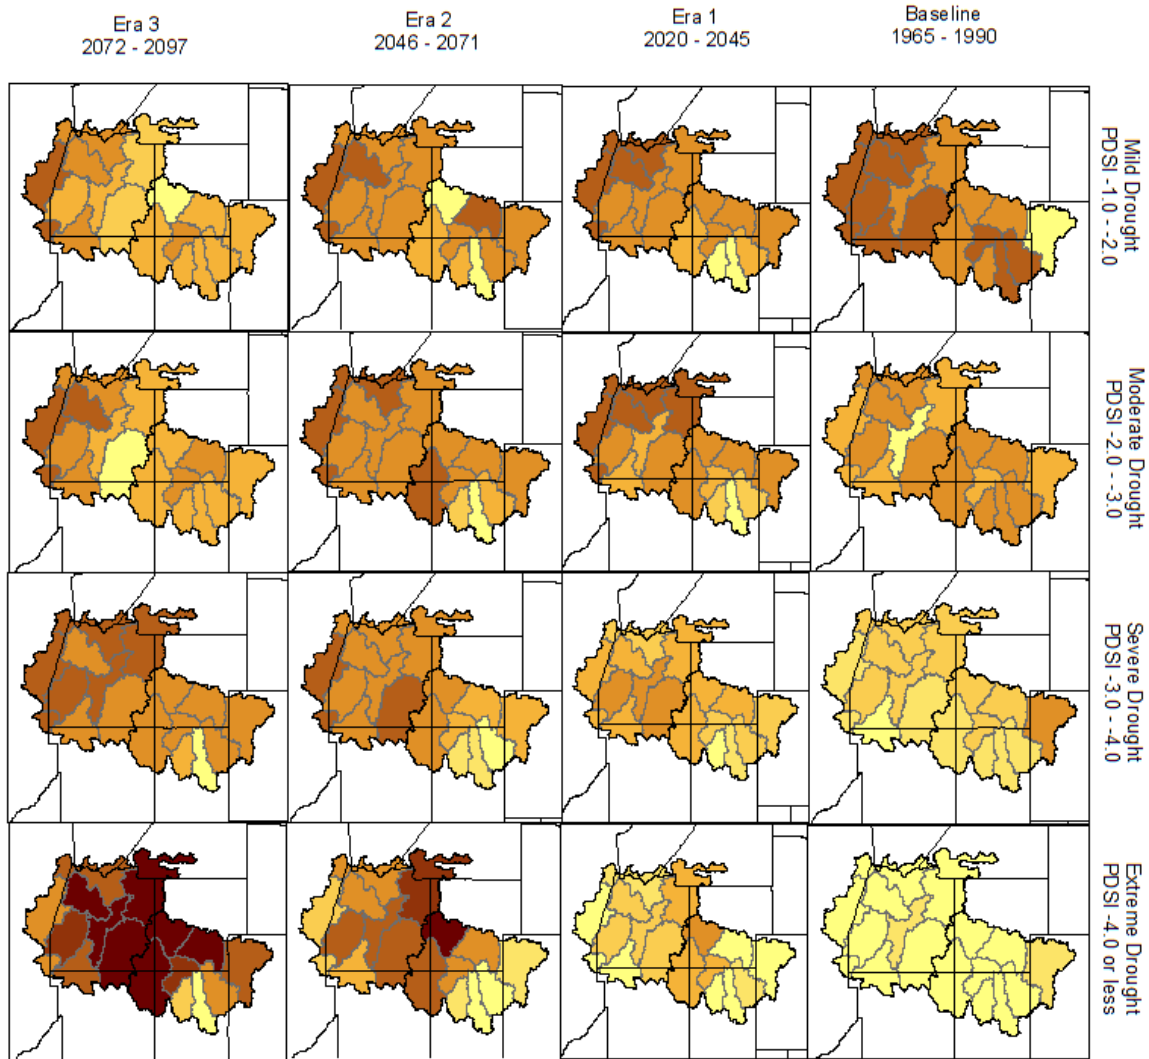 Era 3
2072 - 2097
Era 2
2046 - 2071
Era 1
2020 - 2045
Baseline
1965 - 1990
Mild Drought
PDSI -1.0 - -2.0
Moderate Drought
PDSI -2.0 - -3.0
Severe Drought
PDSI -3.0 - -4.0
Extreme Drought
PDSI -4.0 or less